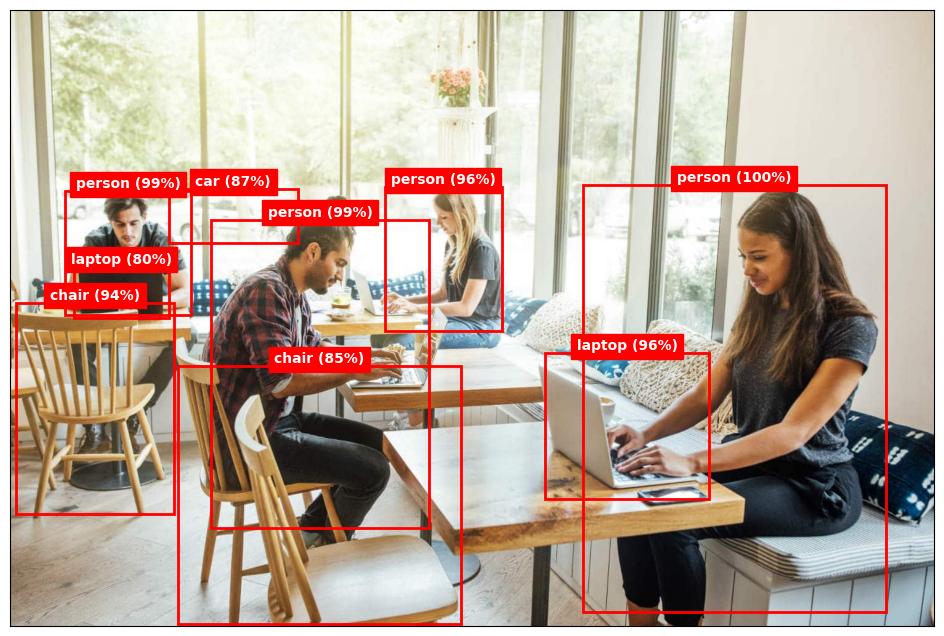 person (99%)
car (87%)
person (96%)
person (100%)
person (99%)
laptop (80%)
chair (94%)
laptop (96%)
chair (85%)